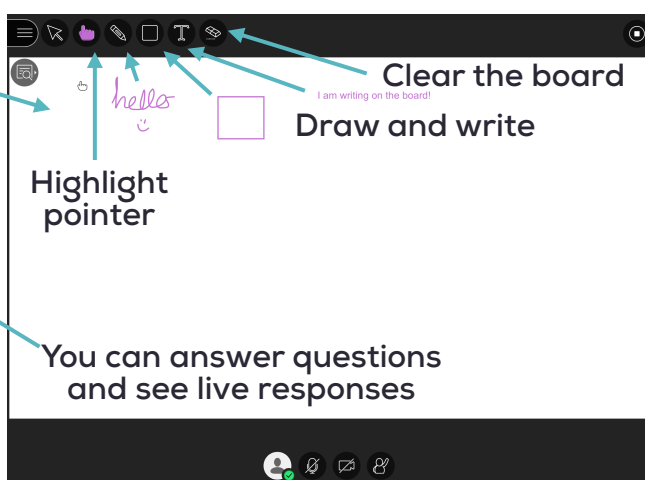 T
Clear the board
I am writing on the board!
hello
Draw and write
Highlight
pointer
You can answer questions
and see live responses